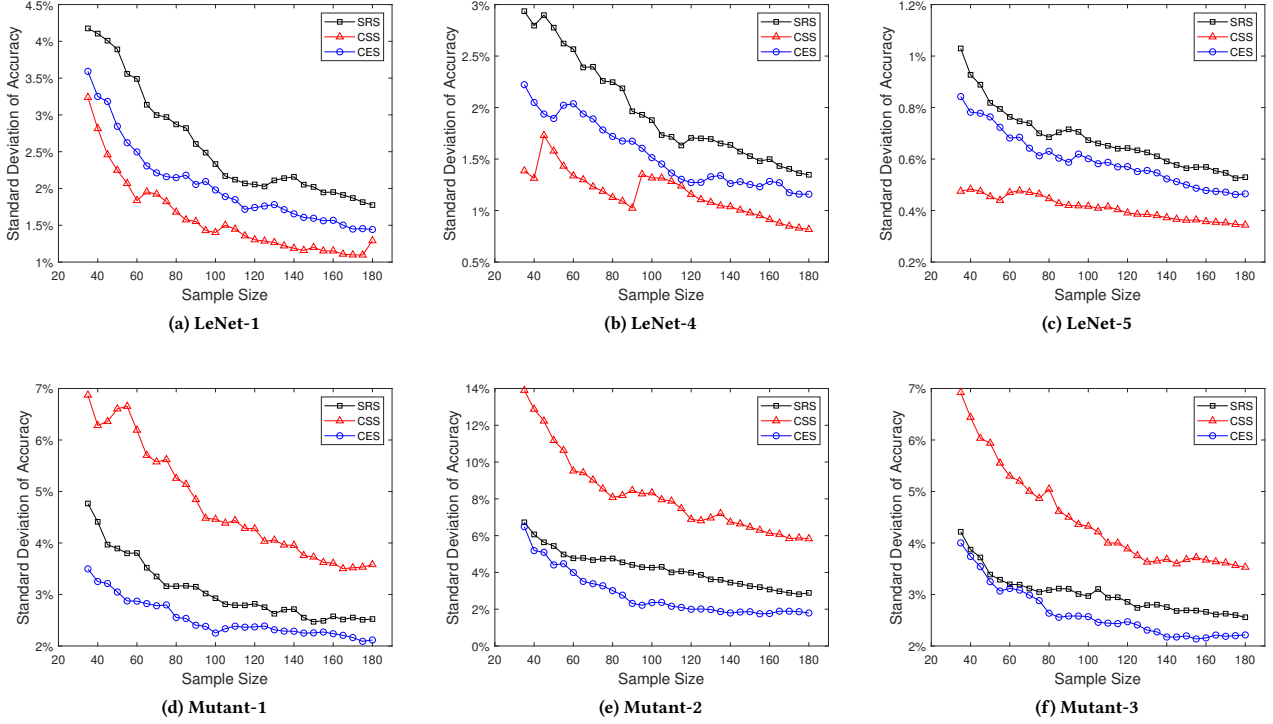 4.5%
4%
3.5%
3%
2.5%
2%
1.5%
1%
20 40 60 80 100 120 140 160 180
Standard Deviation of Accuracy
Sample Size
SRS
CSS
CES
(a) LeNet-1
3%
2.5%
2%
1.5%
1%
0.5%
20 40 60 80 100 120 140 160 180
Standard Deviation of Accuracy
Sample Size
SRS
CSS
CES
(b) LeNet-4
1.2%
1%
0.8%
0.6%
0.4%
0.2%
20 40 60 80 100 120 140 160 180
Standard Deviation of Accuracy
Sample Size
SRS
CSS
CES
(c) LeNet-5
7%
6%
5%
4%
3%
2%
20 40 60 80 100 120 140 160 180
Standard Deviation of Accuracy
Sample Size
SRS
CSS
CES
(d) Mutant-1
14%
12%
10%
8%
6%
4%
2%
0%
20 40 60 80 100 120 140 160 180
Standard Deviation of Accuracy
Sample Size
SRS
CSS
CES
(e) Mutant-2
7%
6%
5%
4%
3%
2%
20 40 60 80 100 120 140 160 180
Standard Deviation of Accuracy
Sample Size
SRS
CSS
CES
(f) Mutant-3